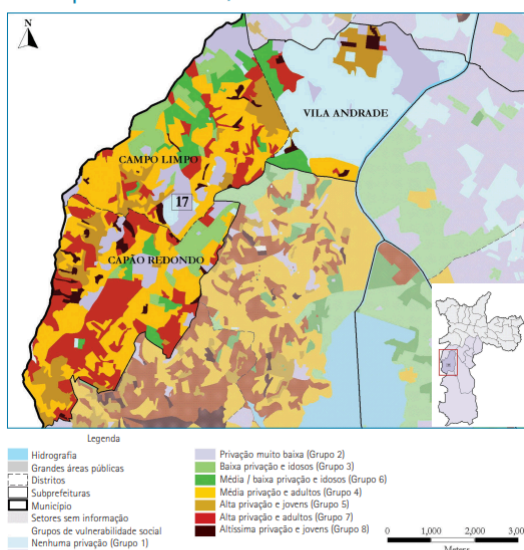 N
VILA ANDRADE
CAMPO LIMPO
17
CAPÃO REDONDO
Legenda
Hidrografia
Grandes áreas públicas
Distritos
Subprefeituras
Município
Setores sem informação
Grupos de vulnerabilidade social
Nenhuma privação (Grupo 1)
Privação muito baixa (Grupo 2)
Baixa privação e idosos (Grupo 3)
Média / baixa privação e idosos (Grupo 6)
Média privação e adultos (Grupo 4)
Alta privação e jovens (Grupo 5)
Alta privação e adultos (Grupo 7)
Altíssima privação e jovens (Grupo 8)
0 1,000 2,000
Meters